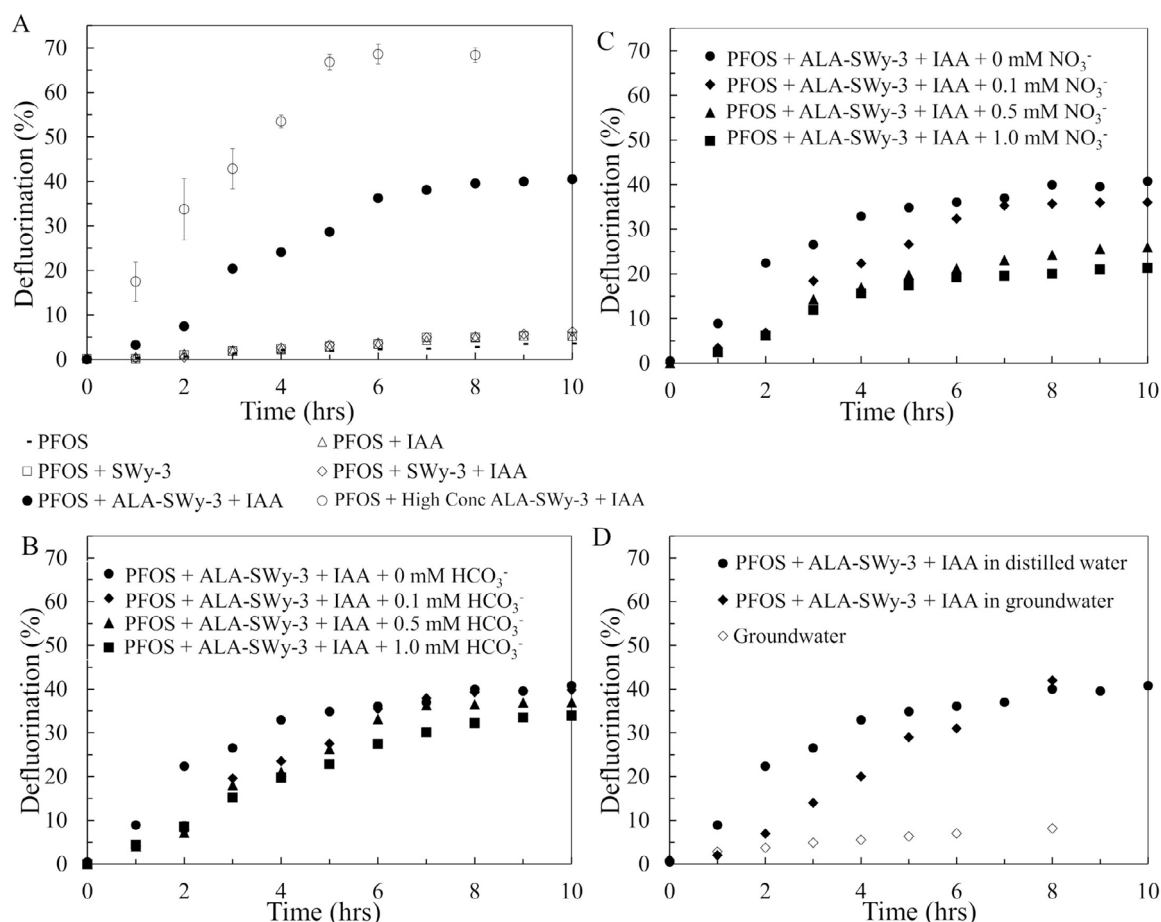 A
Defluorination (%)
70
60
50
40
30
20
10
0
0 2 4 6 8 10
Time (hrs)
- PFOS
△ PFOS + IAA
□ PFOS + SWy-3
◇ PFOS + SWy-3 + IAA
● PFOS + ALA-SWy-3 + IAA
○ PFOS + High Conc ALA-SWy-3 + IAA
B
Defluorination (%)
70
60
50
40
30
20
10
0
● PFOS + ALA-SWy-3 + IAA + 0 mM HCO₃⁻
◆ PFOS + ALA-SWy-3 + IAA + 0.1 mM HCO₃⁻
▲ PFOS + ALA-SWy-3 + IAA + 0.5 mM HCO₃⁻
■ PFOS + ALA-SWy-3 + IAA + 1.0 mM HCO₃⁻
0 2 4 6 8 10
Time (hrs)
C
Defluorination (%)
70
60
50
40
30
20
10
0
● PFOS + ALA-SWy-3 + IAA + 0 mM NO₃⁻
◆ PFOS + ALA-SWy-3 + IAA + 0.1 mM NO₃⁻
▲ PFOS + ALA-SWy-3 + IAA + 0.5 mM NO₃⁻
■ PFOS + ALA-SWy-3 + IAA + 1.0 mM NO₃⁻
0 2 4 6 8 10
Time (hrs)
D
Defluorination (%)
70
60
50
40
30
20
10
0
● PFOS + ALA-SWy-3 + IAA in distilled water
◆ PFOS + ALA-SWy-3 + IAA in groundwater
◇ Groundwater
0 2 4 6 8 10
Time (hrs)